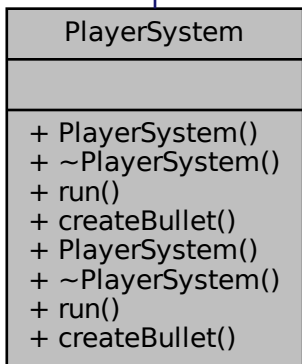 PlayerSystem
+ PlayerSystem()
+ ~PlayerSystem()
+ run()
+ createBullet()
+ PlayerSystem()
+ ~PlayerSystem()
+ run()
+ createBullet()